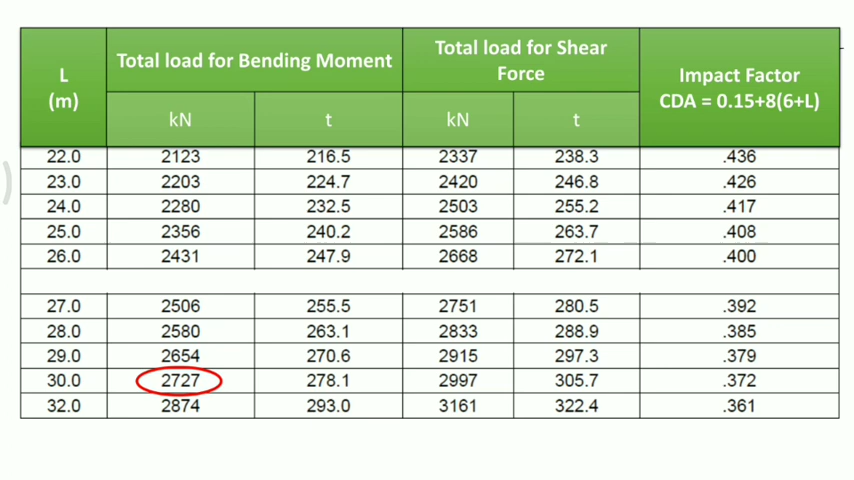 L
(m)
Total load for Bending Moment
Total load for Shear
Force
Impact Factor
CDA = 0.15+8(6+L)
kN t kN t
22.0 2123 216.5 2337 238.3 .436
23.0 2203 224.7 2420 246.8 .426
24.0 2280 232.5 2503 255.2 .417
25.0 2356 240.2 2586 263.7 .408
26.0 2431 247.9 2668 272.1 .400
27.0 2506 255.5 2751 280.5 .392
28.0 2580 263.1 2833 288.9 .385
29.0 2654 270.6 2915 297.3 .379
30.0 2727 278.1 2997 305.7 .372
32.0 2874 293.0 3161 322.4 .361